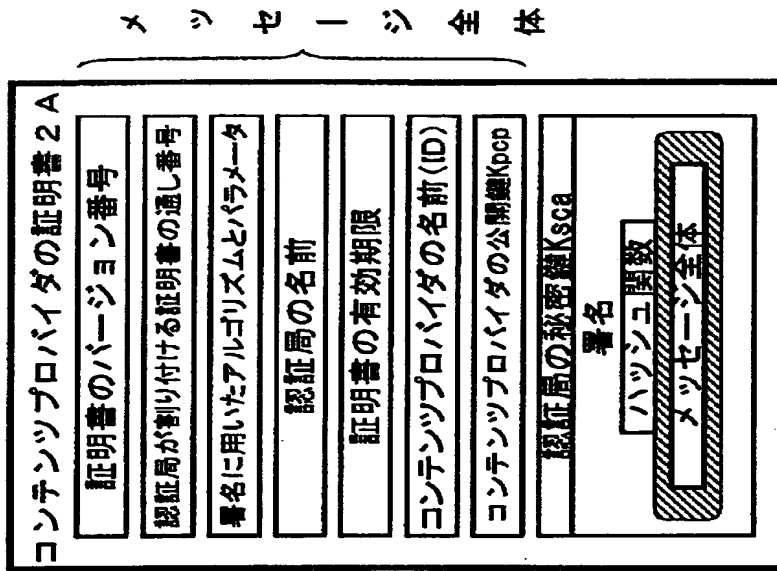 コンテンツプロバイダの証明書2A
証明書のバージョン番号
認証局が割り付ける証明書の通し番号
署名に用いたアルゴリズムとパラメータ
認証局の名前
証明書の有効期限
コンテンツプロバイダの名前(ID)
コンテンツプロバイダの公開鍵Kpcp
認証局の秘密鍵Ksca
署名
ハッシュ関数
メッセージ全体
メッセージ全体